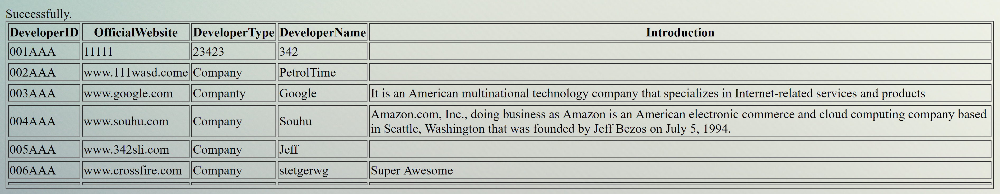 Successfully.
DeveloperID OfficialWebsite DeveloperType DeveloperName Introduction
001AAA 11111 23423 342
002AAA www.111wasd.come Company PetrolTime
003AAA www.google.com Companty Google It is an American multinational technology company that specializes in Internet-related services and products
004AAA www.souhu.com Company Souhu Amazon.com, Inc., doing business as Amazon is an American electronic commerce and cloud computing company based
in Seattle, Washington that was founded by Jeff Bezos on July 5, 1994.
005AAA www.342sli.com Company Jeff
006AAA www.crossfire.com Company stetgerwg Super Awesome